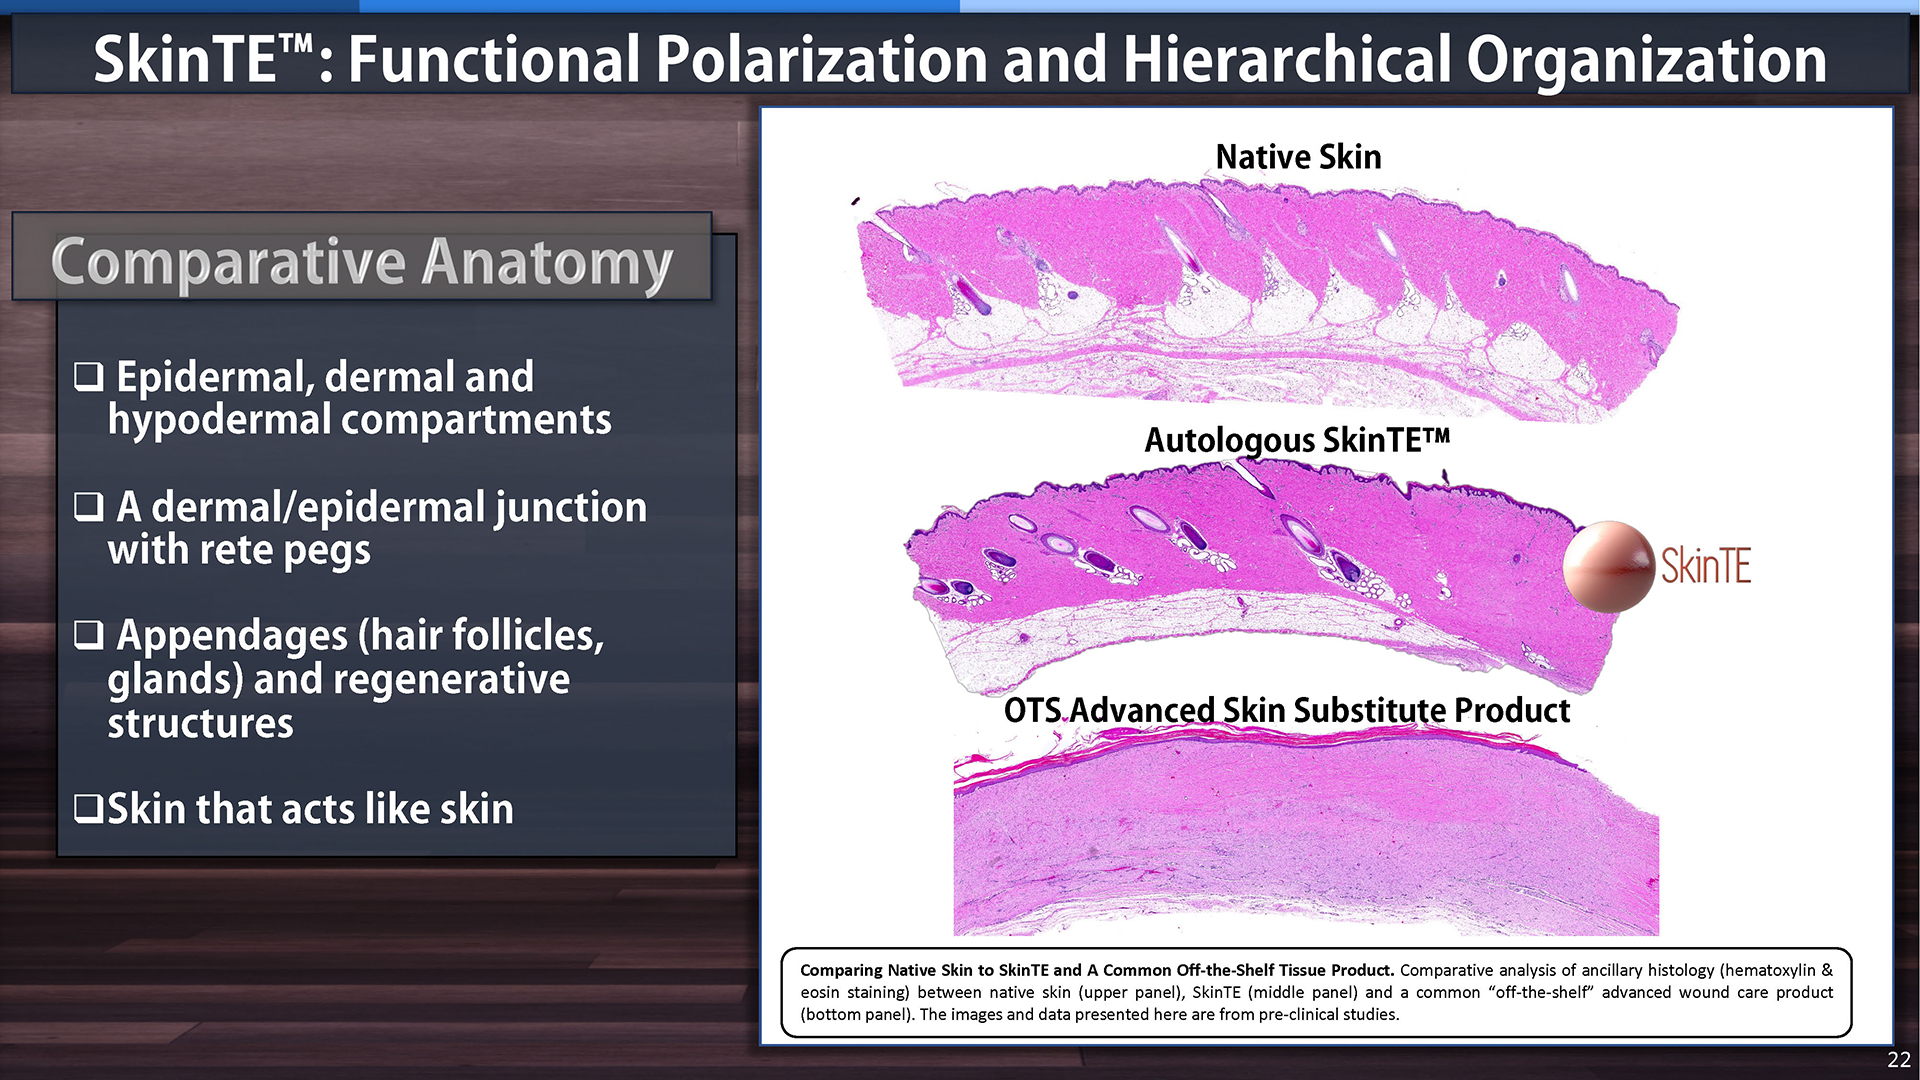 SkinTE™: Functional Polarization and Hierarchical Organization
Comparative Anatomy
Epidermal, dermal and
hypodermal compartments
A dermal/epidermal junction
with rete pegs
Appendages (hair follicles,
glands) and regenerative
structures
Skin that acts like skin
Native Skin
Autologous SkinTE™
SkinTE
OTS Advanced Skin Substitute Product
Comparing Native Skin to SkinTE and A Common Off-the-Shelf Tissue Product. Comparative analysis of ancillary histology (hematoxylin &
eosin staining) between native skin (upper panel), SkinTE (middle panel) and a common “off-the-shelf” advanced wound care product
(bottom panel). The images and data presented here are from pre-clinical studies.
22